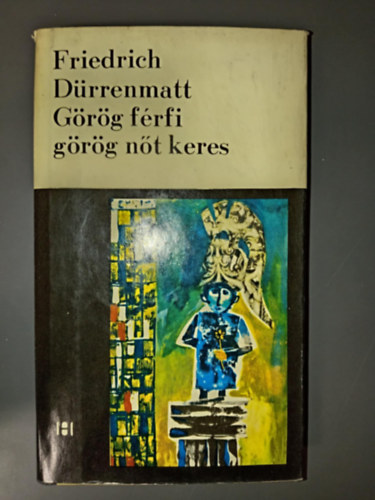 Friedrich
Dürrenmatt
Görög férfi
görög nőt keres